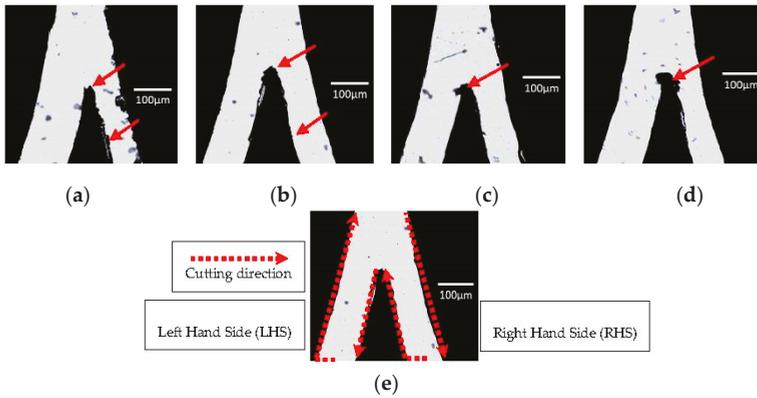 100μm
100μm
100μm
100μm
(a)
(b)
(c)
(d)
Cutting direction
100μm
Left Hand Side (LHS)
Right Hand Side (RHS)
(e)